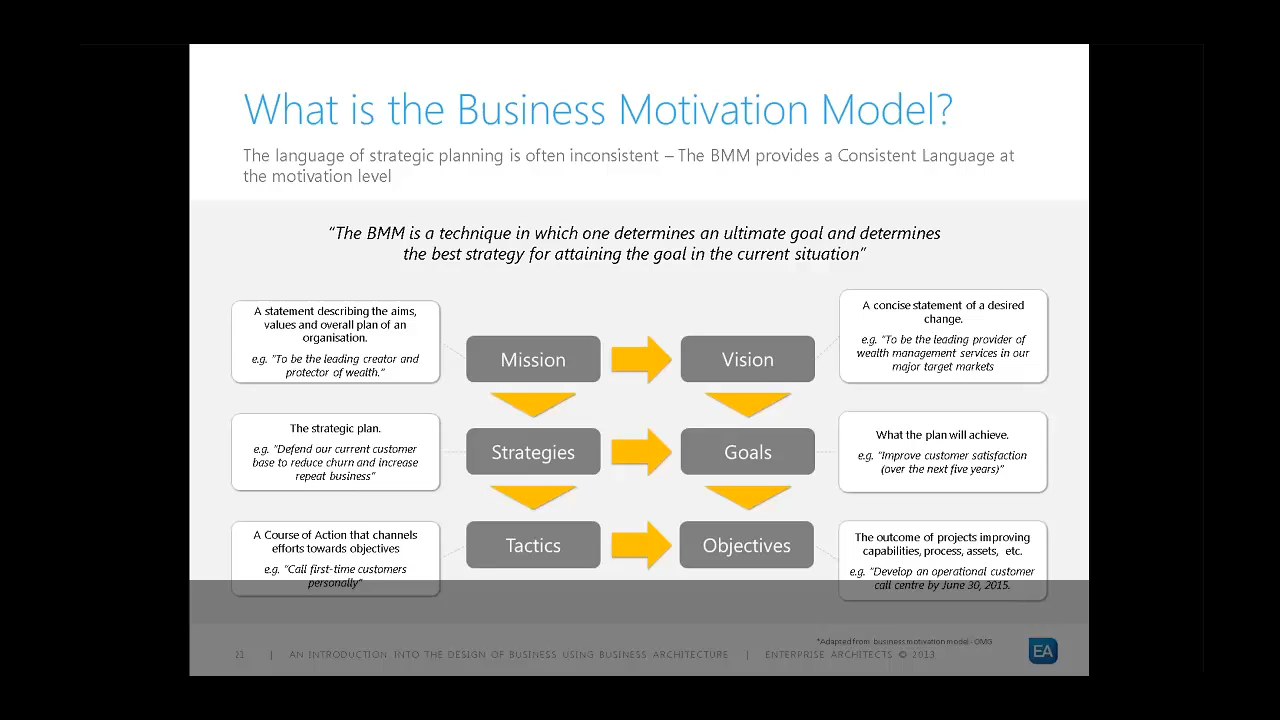 What is the Business Motivation Model?
The language of strategic planning is often inconsistent – The BMM provides a Consistent Language at
the motivation level
“The BMM is a technique in which one determines an ultimate goal and determines
the best strategy for attaining the goal in the current situation”
A statement describing the aims,
values and overall plan of an
organisation.
e.g. “To be the leading creator and
protector of wealth.”
Mission
Vision
A concise statement of a desired
change.
e.g. “To be the leading provider of
wealth management services in our
major target markets
The strategic plan.
e.g. “Defend our current customer
base to reduce churn and increase
repeat business”
Strategies
Goals
What the plan will achieve.
e.g. “Improve customer satisfaction
(over the next five years)”
A Course of Action that channels
efforts towards objectives
e.g. “Call first-time customers
personally”
Tactics
Objectives
The outcome of projects improving
capabilities, process, assets, etc.
e.g. “Develop an operational customer
call centre by June 30, 2015.
*Adapted from business motivation model - OMG
| AN INTRODUCTION INTO THE DESIGN OF BUSINESS USING BUSINESS ARCHITECTURE | ENTERPRISE ARCHITECTS © 2013
EA